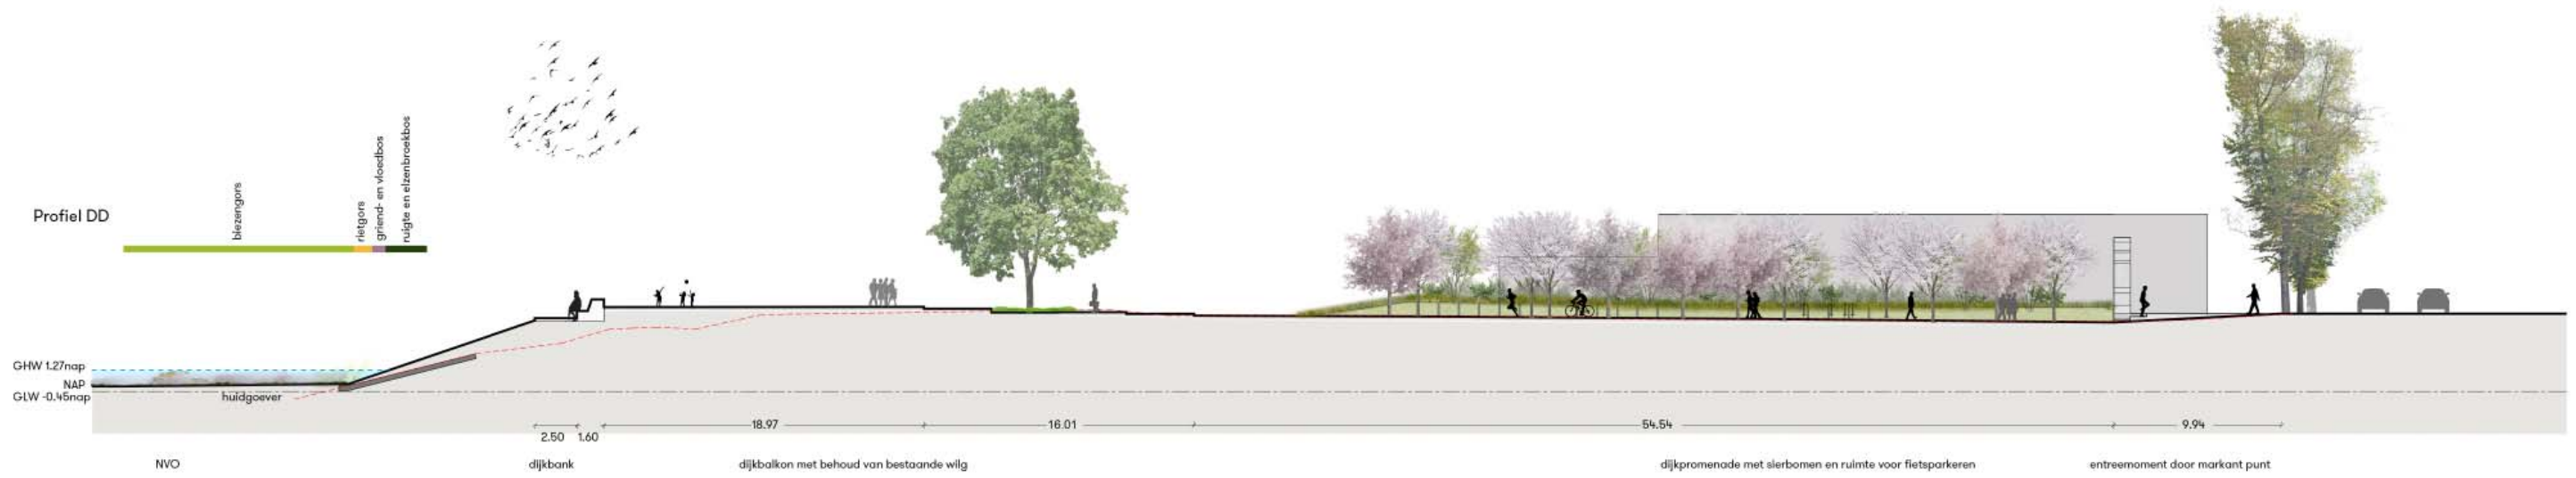 Profiel DD
biezengors
rietgors
griend- en vloedbos
ruigte en elzenbroekbos
GHW 1.27nap
NAP
GLW -0.45nap
huidgoever
2.50
1.60
18.97
16.01
54.54
9.94
NVO
dijkbank
dijkbalkon met behoud van bestaande wilg
dijkpromenade met sierbomen en ruimte voor fietsparkeren
entreemoment door markant punt